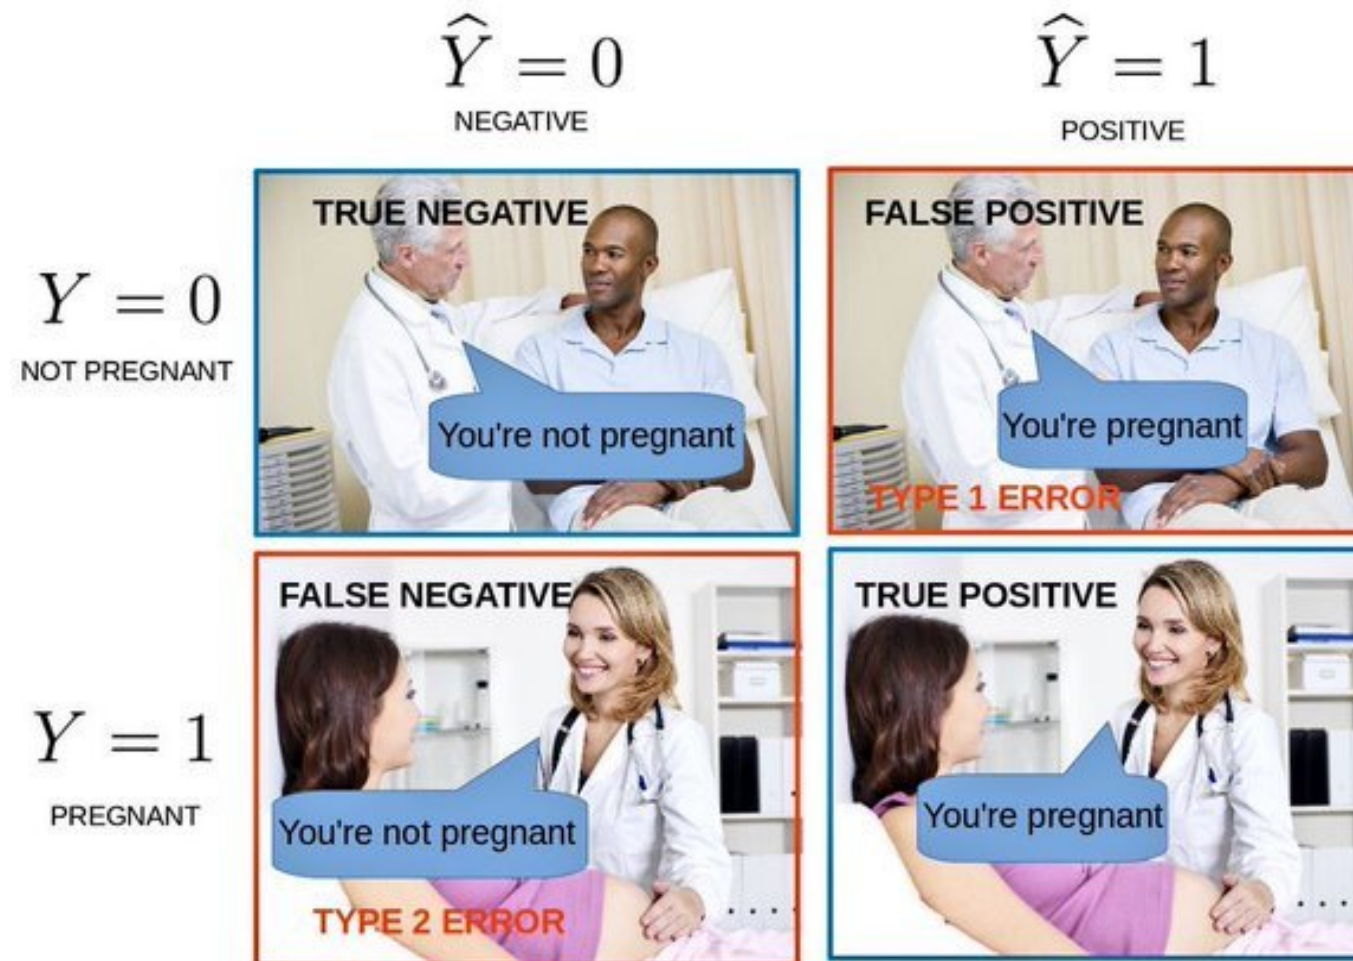 Ŷ = 0
NEGATIVE
Ŷ = 1
POSITIVE
Y = 0
NOT PREGNANT
TRUE NEGATIVE
You're not pregnant
FALSE POSITIVE
You're pregnant
TYPE 1 ERROR
Y = 1
PREGNANT
FALSE NEGATIVE
You're not pregnant
TYPE 2 ERROR
TRUE POSITIVE
You're pregnant